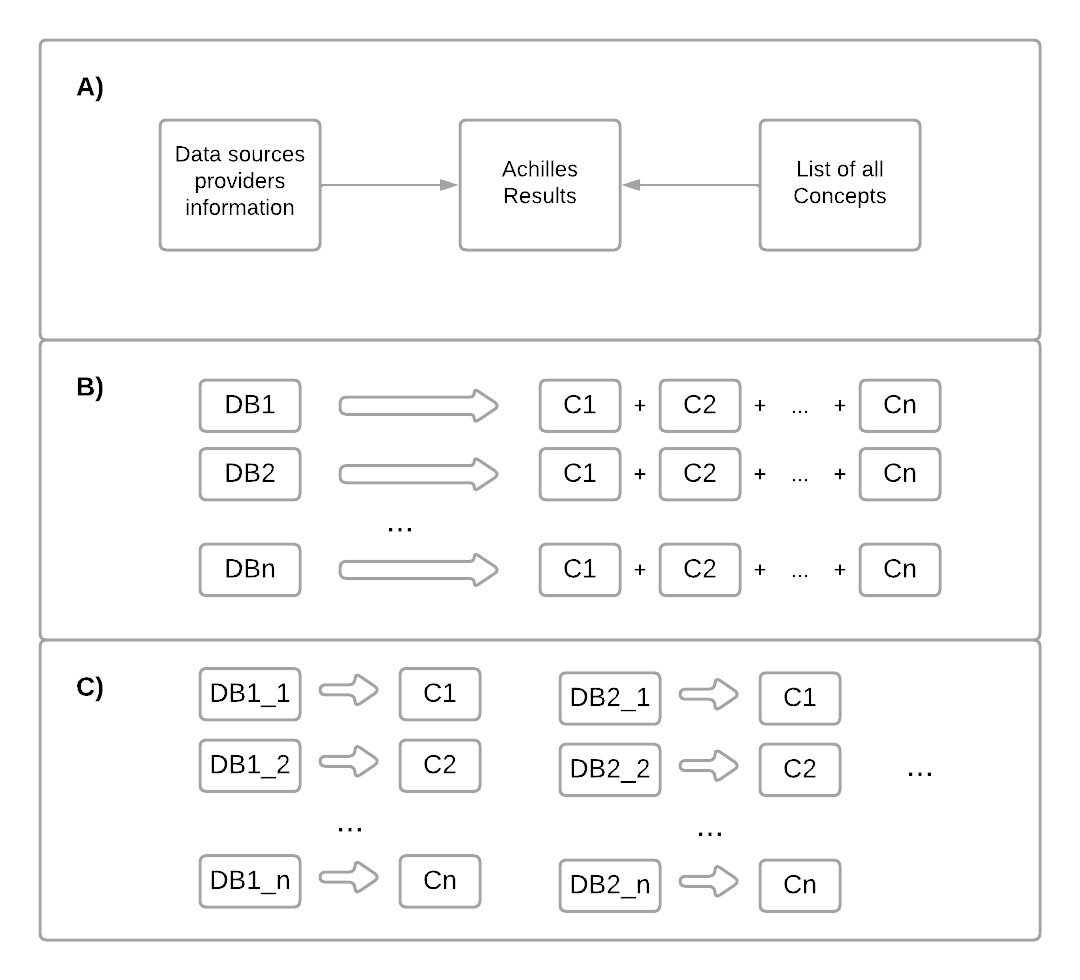 A)
Data sources
providers
information
Achilles
Results
List of all
Concepts
B)
DB1
C1 + C2 + ... + Cn
DB2
C1 + C2 + ... + Cn
...
DBn
C1 + C2 + ... + Cn
C)
DB1_1
C1
DB2_1
C1
DB1_2
C2
DB2_2
C2
...
...
...
DB1_n
Cn
DB2_n
Cn